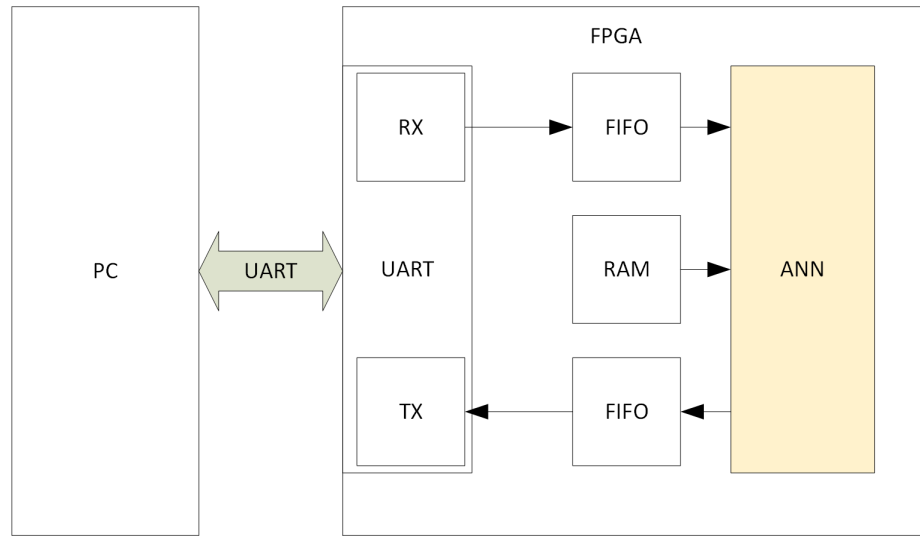 FPGA
RX
FIFO
PC
UART
UART
RAM
ANN
TX
FIFO